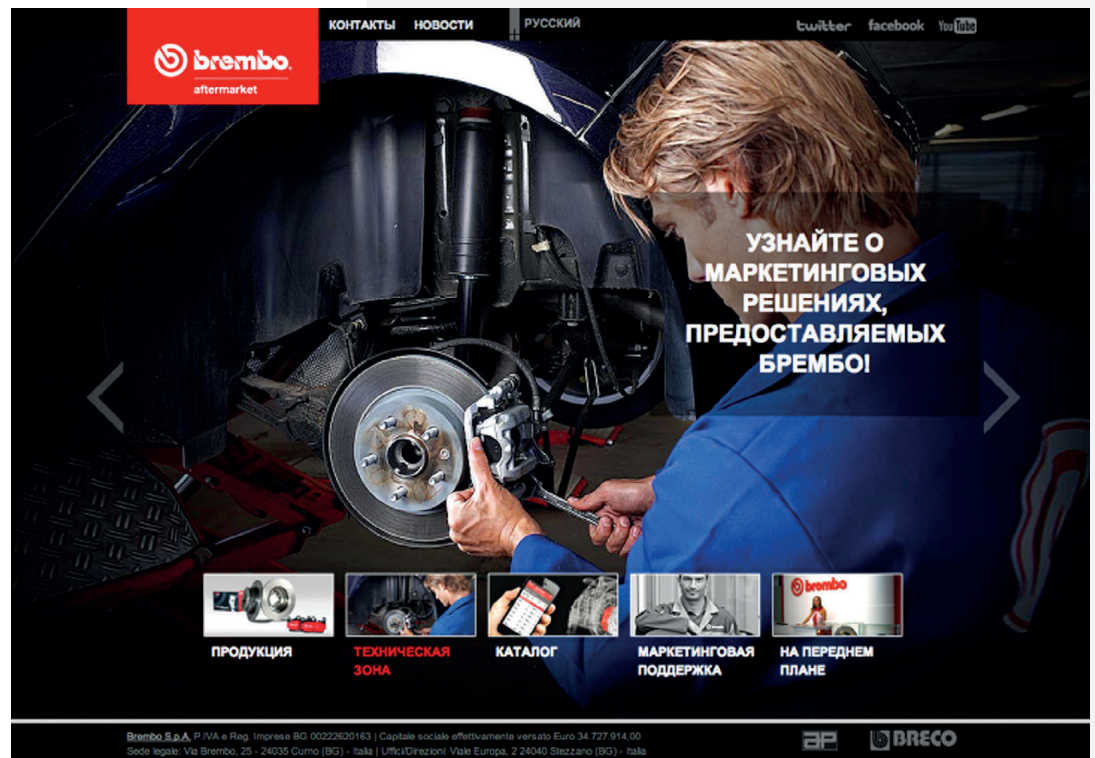 КОНТАКТЫ НОВОСТИ РУССКИЙ twitter facebook YouTube
brembo
aftermarket
УЗНАЙТЕ О
МАРКЕТИНГОВЫХ
РЕШЕНИЯХ,
ПРЕДОСТАВЛЯЕМЫХ
БРЕМБО!
brembo
ПРОДУКЦИЯ ТЕХНИЧЕСКАЯ КАТАЛОГ МАРКЕТИНГОВАЯ НА ПЕРЕДНЕМ
ЗОНА ПОДДЕРЖКА ПЛАНЕ
Brembo S.p.A. P.IVA e Reg. Imprese BG 00222620163 | Capitale sociale effettivamente versato Euro 34.727.914,00
Sede legale: Via Brembo, 25 - 24035 Curno (BG) - Italia | Uffici/Direzioni: Viale Europa, 2 24040 Stezzano (BG) - Italia
AP BRECO